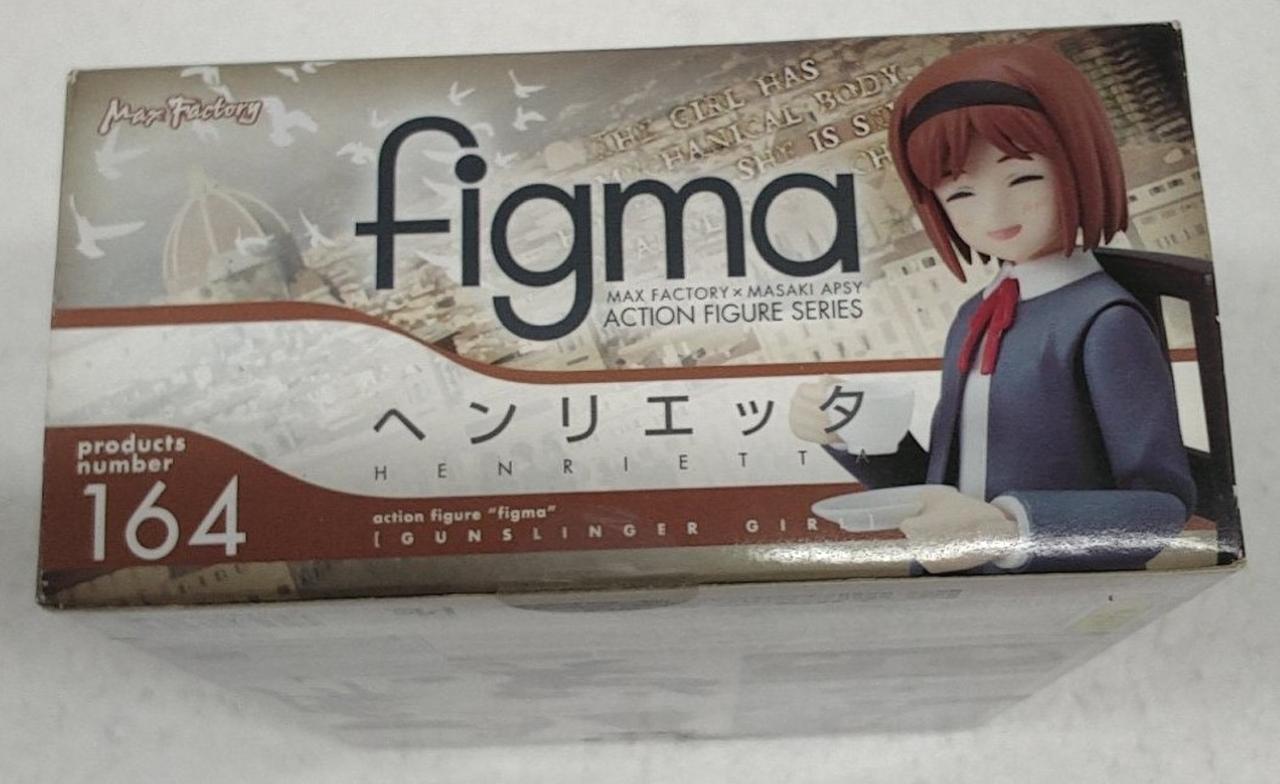 Max Factory
THE GIRL HAS
MECHANICAL BODY.
SHE IS
figma
MAX FACTORY×MASAKI APSY
ACTION FIGURE SERIES
ヘンリエッタ
HENRIETTA
products
number
164
action figure "figma"
[GUNSLINGER GIRL]